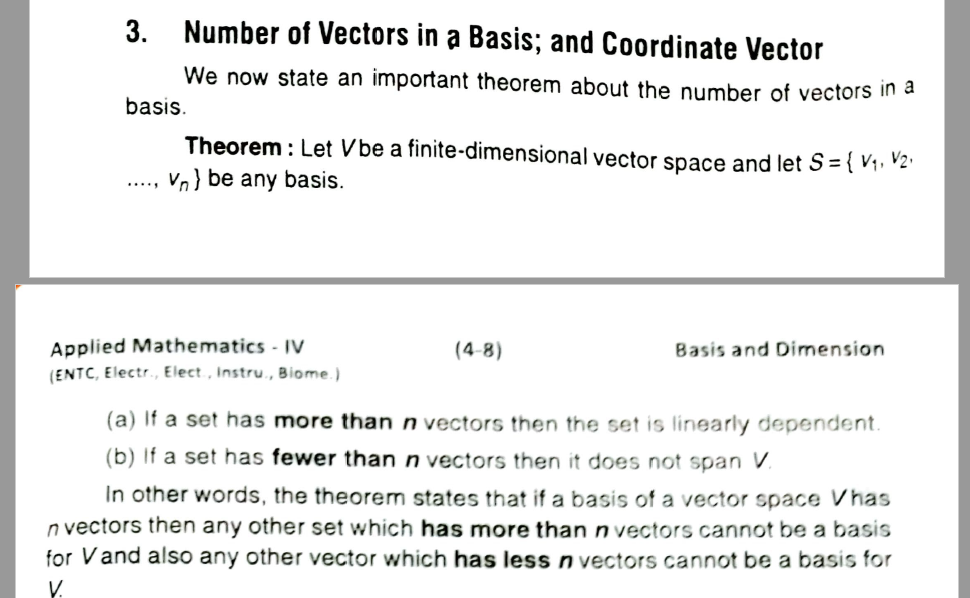 3. Number of Vectors in a Basis; and Coordinate Vector
We now state an important theorem about the number of vectors in a
basis.
Theorem : Let V be a finite-dimensional vector space and let S = { v₁, v₂,
...., vₙ } be any basis.
Applied Mathematics - IV (4-8) Basis and Dimension
(ENTC, Electr., Elect., Instru., Biome.)
(a) If a set has more than n vectors then the set is linearly dependent.
(b) If a set has fewer than n vectors then it does not span V.
In other words, the theorem states that if a basis of a vector space V has
n vectors then any other set which has more than n vectors cannot be a basis
for V and also any other vector which has less n vectors cannot be a basis for
V.